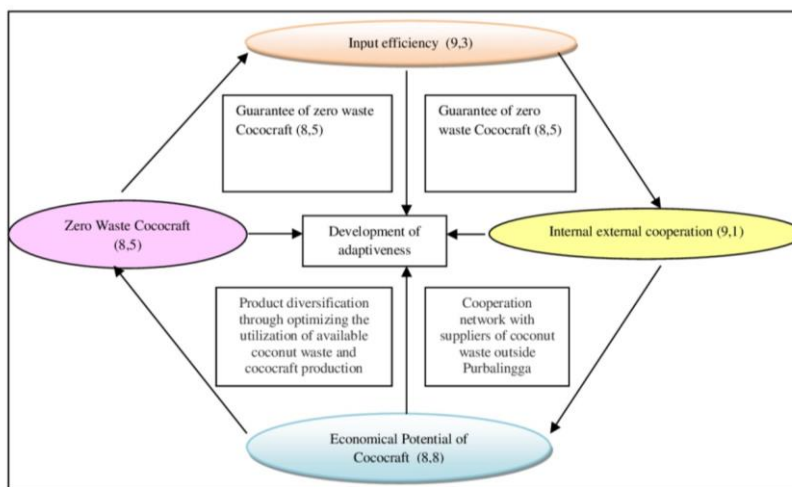 Input efficiency (9,3)
Guarantee of zero waste
Cococraft (8,5)
Guarantee of zero
waste Cococraft (8,5)
Zero Waste Cococraft
(8,5)
Development of
adaptiveness
Internal external cooperation (9,1)
Product diversification
through optimizing the
utilization of available
coconut waste and
cococraft production
Cooperation
network with
suppliers of coconut
waste outside
Purbalingga
Economical Potential of
Cococraft (8,8)